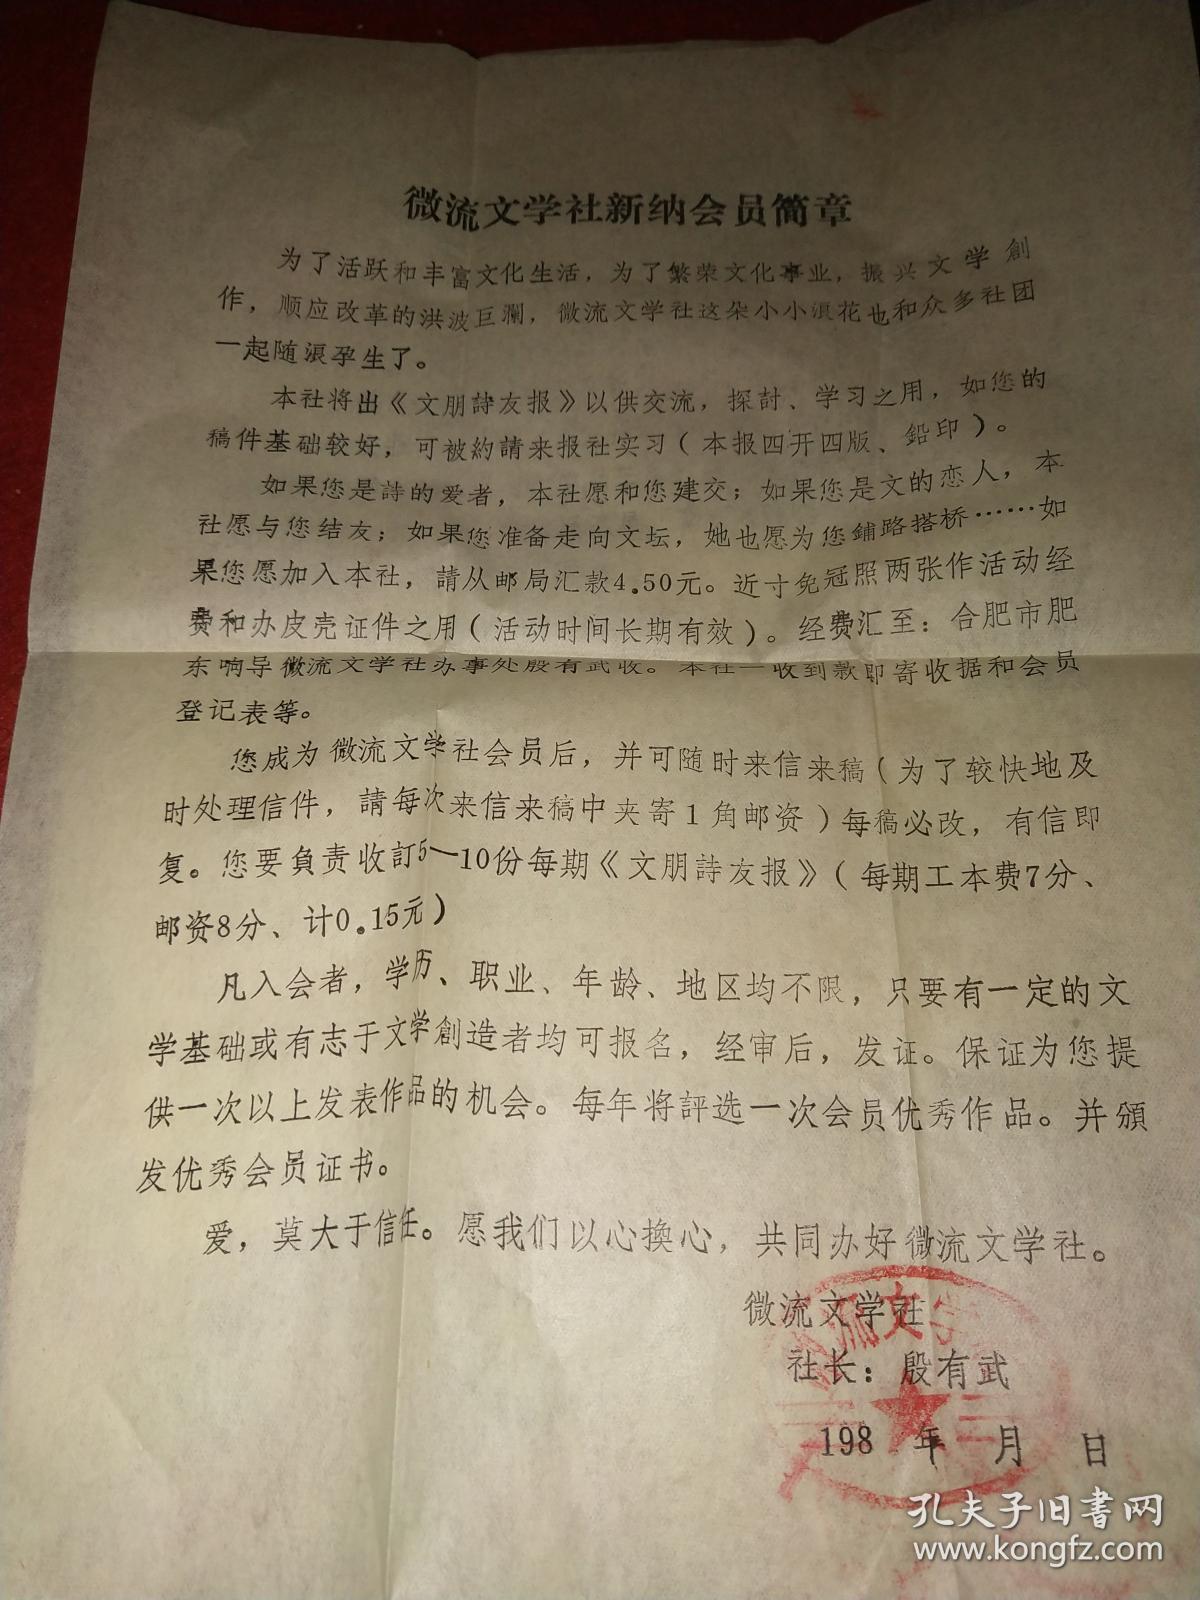 微流文学社新纳会员简章
为了活跃和丰富文化生活，为了繁荣文化事业，振兴文学創
作，顺应改革的洪波巨澜，微流文学社这朵小小浪花也和众多社团
一起随浪孕生了。
本社将出《文朋詩友报》以供交流，探討、学习之用，如您的
稿件基础较好，可被約請来报社实习（本报四开四版、鉛印）。
如果您是詩的爱者，本社愿和您建交；如果您是文的恋人，本
社愿与您结友；如果您准备走向文坛，她也愿为您鋪路搭桥……如
果您愿加入本社，請从邮局汇款4.50元。近寸免冠照两张作活动经
费和办皮壳证件之用（活动时间长期有效）。经费汇至：合肥市肥
东响导微流文学社办事处殷有武收。本社一收到款即寄收据和会员
登记表等。
您成为微流文学社会员后，并可随时来信来稿（为了较快地及
时处理信件，請每次来信来稿中夹寄1角邮资）每稿必改，有信即
复。您要負责收訂5—10份每期《文朋詩友报》（每期工本费7分、
邮资8分、计0.15元）
凡入会者，学历、职业、年龄、地区均不限，只要有一定的文
学基础或有志于文学創造者均可报名，经审后，发证。保证为您提
供一次以上发表作品的机会。每年将評选一次会员优秀作品。并頒
发优秀会员证书。
爱，莫大于信任。愿我们以心換心，共同办好微流文学社。
微流文学社
社长：殷有武
198 年 月 日
流文学
孔夫子旧书网
www.kongfz.com